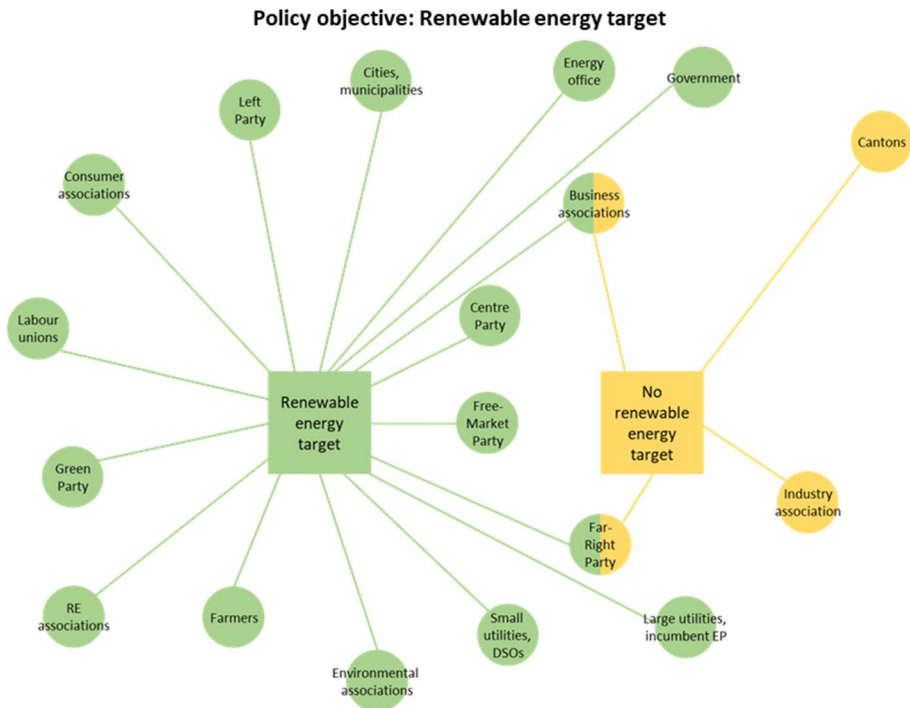 Policy objective: Renewable energy target
Cities,
municipalities
Energy
office
Government
Left
Party
Cantons
Consumer
associations
Business
associations
Labour
unions
Centre
Party
Renewable
energy
target
Free-
Market
Party
No
renewable
energy
target
Green
Party
Industry
association
Far-
Right
Party
RE
associations
Farmers
Small
utilities,
DSOs
Large utilities,
incumbent EP
Environmental
associations